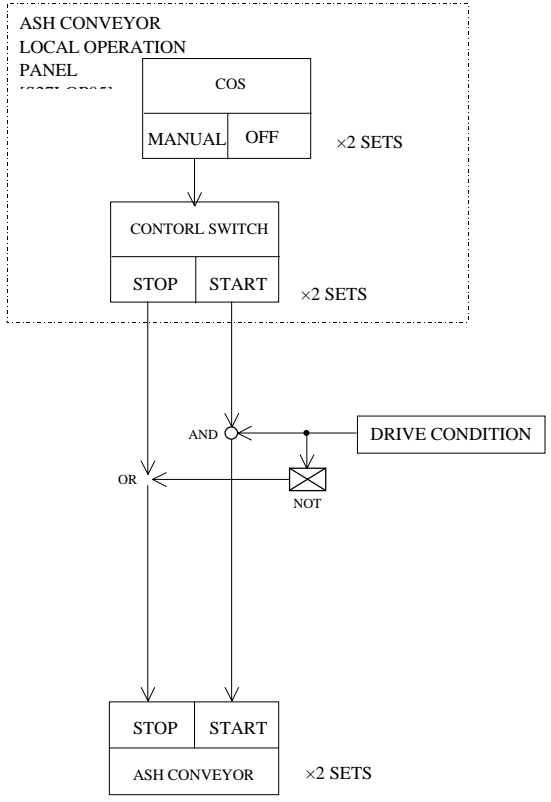 ASH CONVEYOR
LOCAL OPERATION
PANEL
COS
MANUAL OFF
×2 SETS
CONTORL SWITCH
STOP START
×2 SETS
AND
DRIVE CONDITION
OR
NOT
STOP START
ASH CONVEYOR
×2 SETS